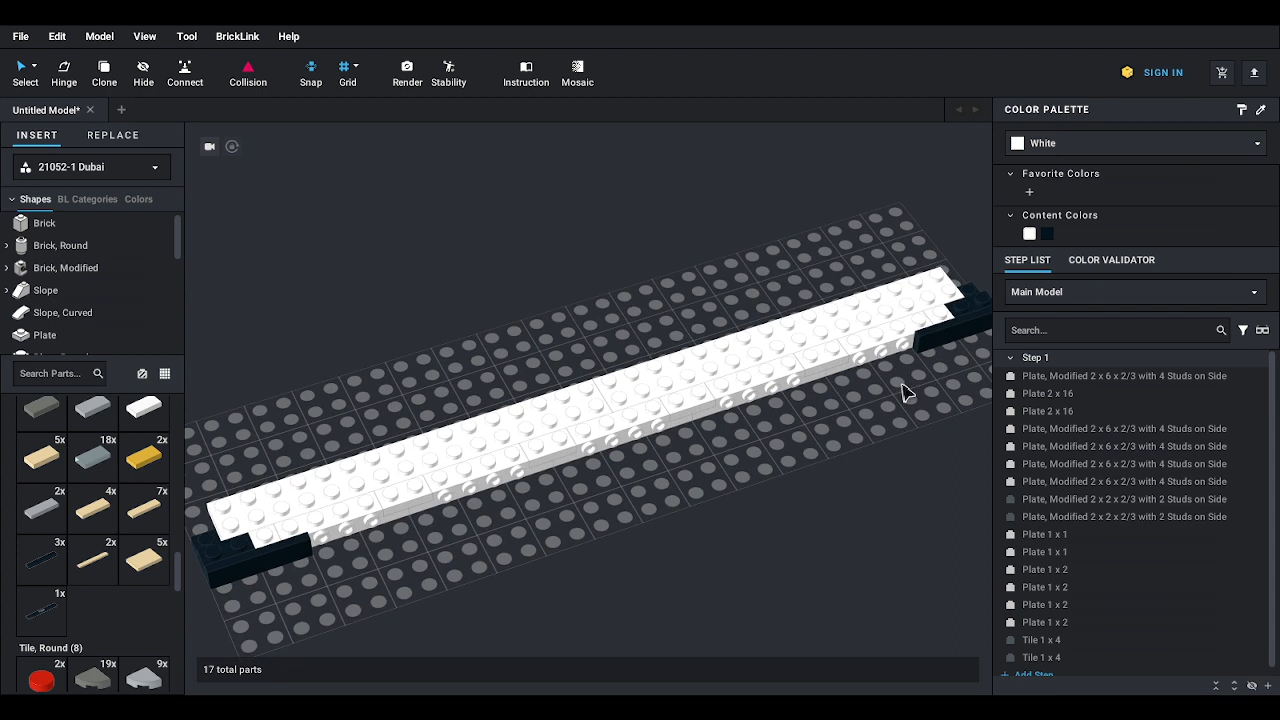 File Edit Model View Tool BrickLink Help
Select Hinge Clone Hide Connect Collision Snap Grid Render Stability Instruction Mosaic SIGN IN
Untitled Model* COLOR PALETTE
INSERT REPLACE
White
21052-1 Dubai
Favorite Colors
Shapes BL Categories Colors
Content Colors
Brick
Brick, Round
Brick, Modified
STEP LIST COLOR VALIDATOR
Slope
Main Model
Slope, Curved
Plate
Search...
Step 1
Search Parts...
Plate, Modified 2 x 6 x 2/3 with 4 Studs on Side
Plate 2 x 16
Plate 2 x 16
Plate, Modified 2 x 6 x 2/3 with 4 Studs on Side
Plate, Modified 2 x 6 x 2/3 with 4 Studs on Side
Plate, Modified 2 x 6 x 2/3 with 4 Studs on Side
Plate, Modified 2 x 6 x 2/3 with 4 Studs on Side
Plate, Modified 2 x 2 x 2/3 with 2 Studs on Side
Plate, Modified 2 x 2 x 2/3 with 2 Studs on Side
Plate 1 x 1
Plate 1 x 1
Plate 1 x 2
Plate 1 x 2
Plate 1 x 2
Plate 1 x 2
Tile 1 x 4
Tile 1 x 4
Add Step
5x 18x 2x
2x 4x 7x
3x 2x 5x
1x
Tile, Round (8)
2x 19x 9x
17 total parts